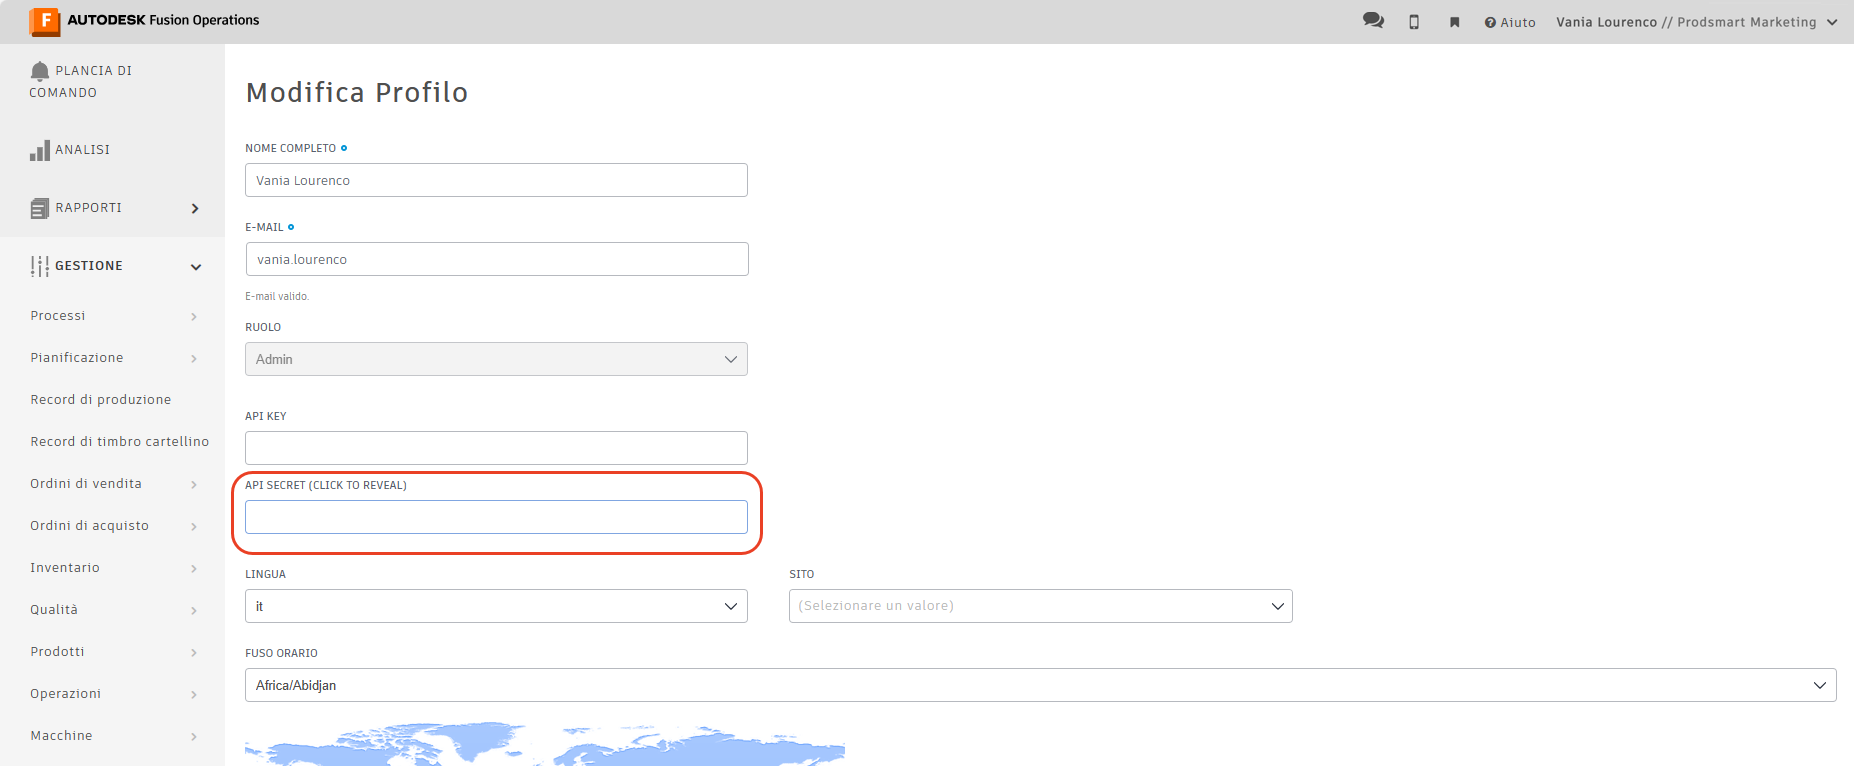 F AUTODESK Fusion Operations
Aiuto
Vania Lourenco // Prodsmart Marketing
PLANCIA DI
COMANDO
ANALISI
RAPPORTI
GESTIONE
Processi
Pianificazione
Record di produzione
Record di timbro cartellino
Ordini di vendita
Ordini di acquisto
Inventario
Qualità
Prodotti
Operazioni
Macchine
Modifica Profilo
NOME COMPLETO
Vania Lourenco
E-MAIL
vania.lourenco
E-mail valido.
RUOLO
Admin
API KEY
API SECRET (CLICK TO REVEAL)
LINGUA
it
SITO
(Selezionare un valore)
FUSO ORARIO
Africa/Abidjan